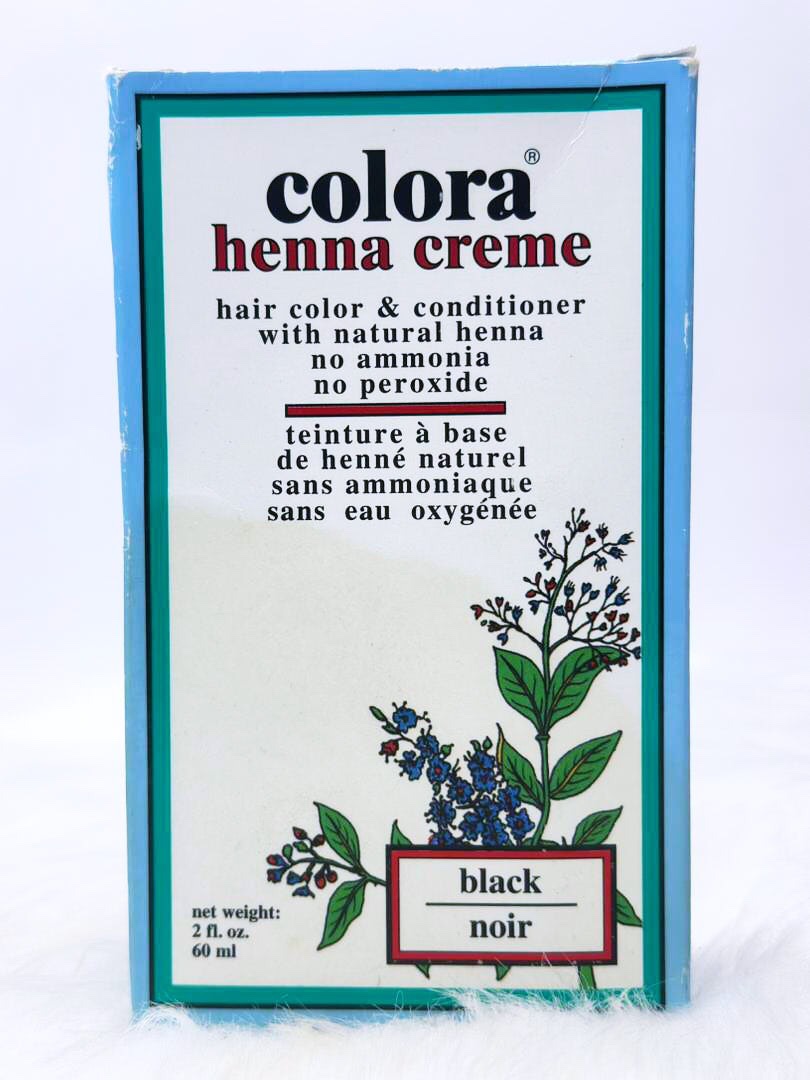 colora®
henna creme
hair color & conditioner
with natural henna
no ammonia
no peroxide
teinture à base
de henné naturel
sans ammoniaque
sans eau oxygénée
black
noir
net weight:
2 fl. oz.
60 ml